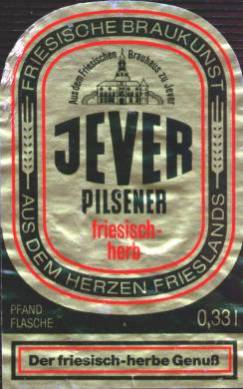 FRIESISCHE BRAUKUNST
Aus dem Friesischen Brauhaus zu Jever
JEVER
PILSENER
friesisch-
herb
AUS DEM HERZEN FRIESLANDS
PFAND
FLASCHE
0,33 l
Der friesisch-herbe Genuß